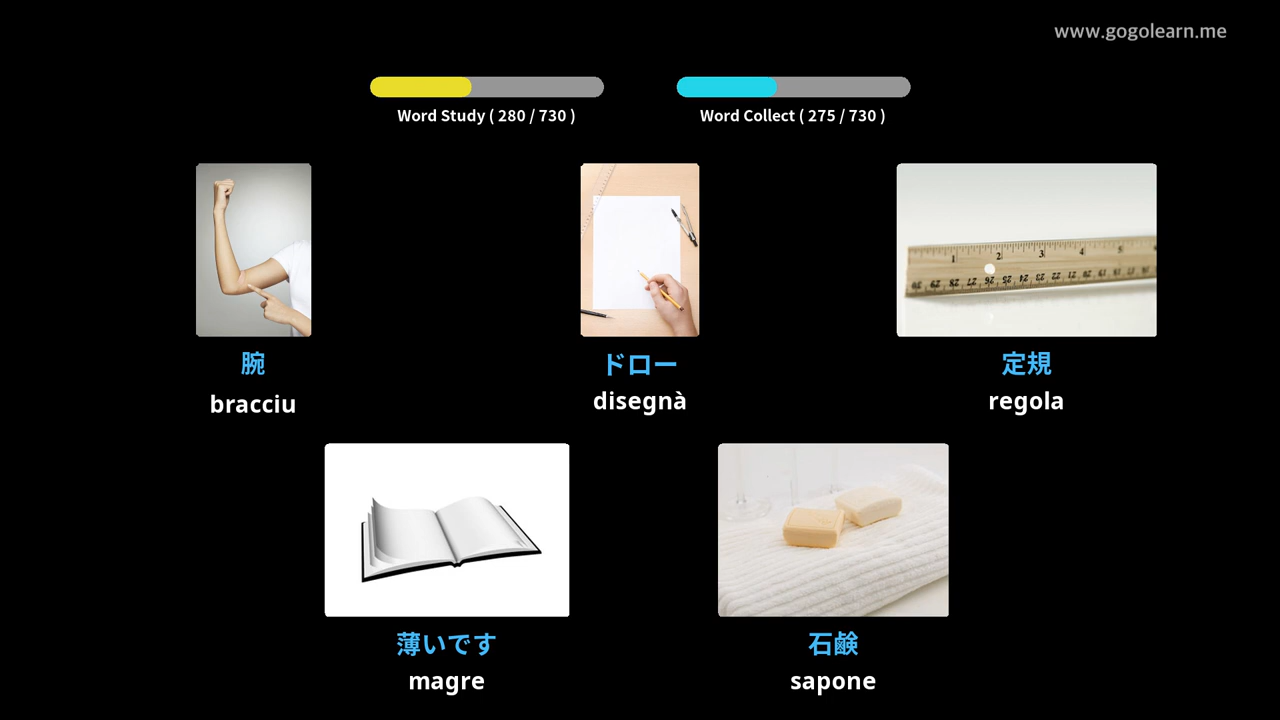 www.gogolearn.me
Word Study ( 280 / 730 )
Word Collect ( 275 / 730 )
腕
bracciu
ドロー
disegnà
定規
regola
薄いです
magre
石鹸
sapone